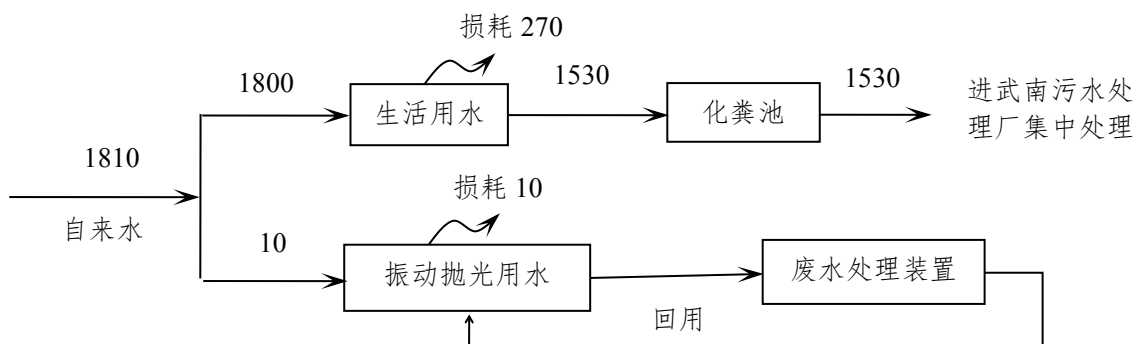 损耗 270
1800
生活用水
1530
化粪池
1530
进武南污水处
理厂集中处理
1810
自来水
损耗 10
10
振动抛光用水
回用
废水处理装置